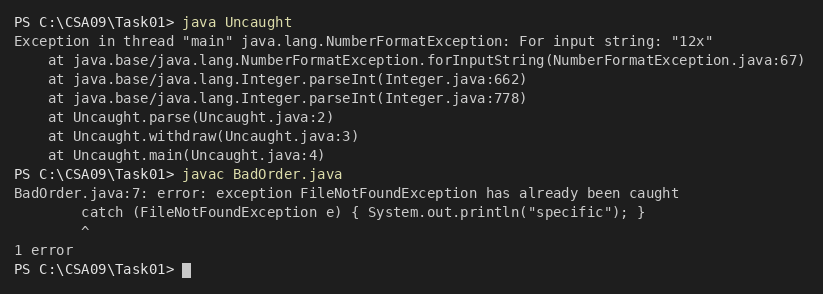 PS C:\CSA09\Task01> java Uncaught
Exception in thread "main" java.lang.NumberFormatException: For input string: "12x"
    at java.base/java.lang.NumberFormatException.forInputString(NumberFormatException.java:67)
    at java.base/java.lang.Integer.parseInt(Integer.java:662)
    at java.base/java.lang.Integer.parseInt(Integer.java:778)
    at Uncaught.parse(Uncaught.java:2)
    at Uncaught.withdraw(Uncaught.java:3)
    at Uncaught.main(Uncaught.java:4)
PS C:\CSA09\Task01> javac BadOrder.java
BadOrder.java:7: error: exception FileNotFoundException has already been caught
        catch (FileNotFoundException e) { System.out.println("specific"); }
        ^
1 error
PS C:\CSA09\Task01>